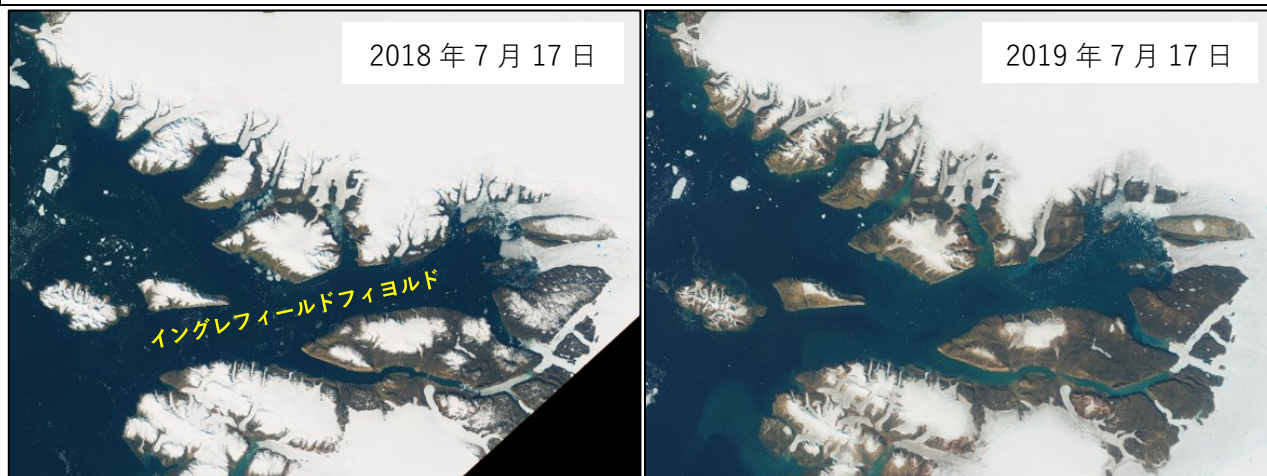 2018 年 7 月 17 日
2019 年 7 月 17 日
イングレフィールドフィヨルド